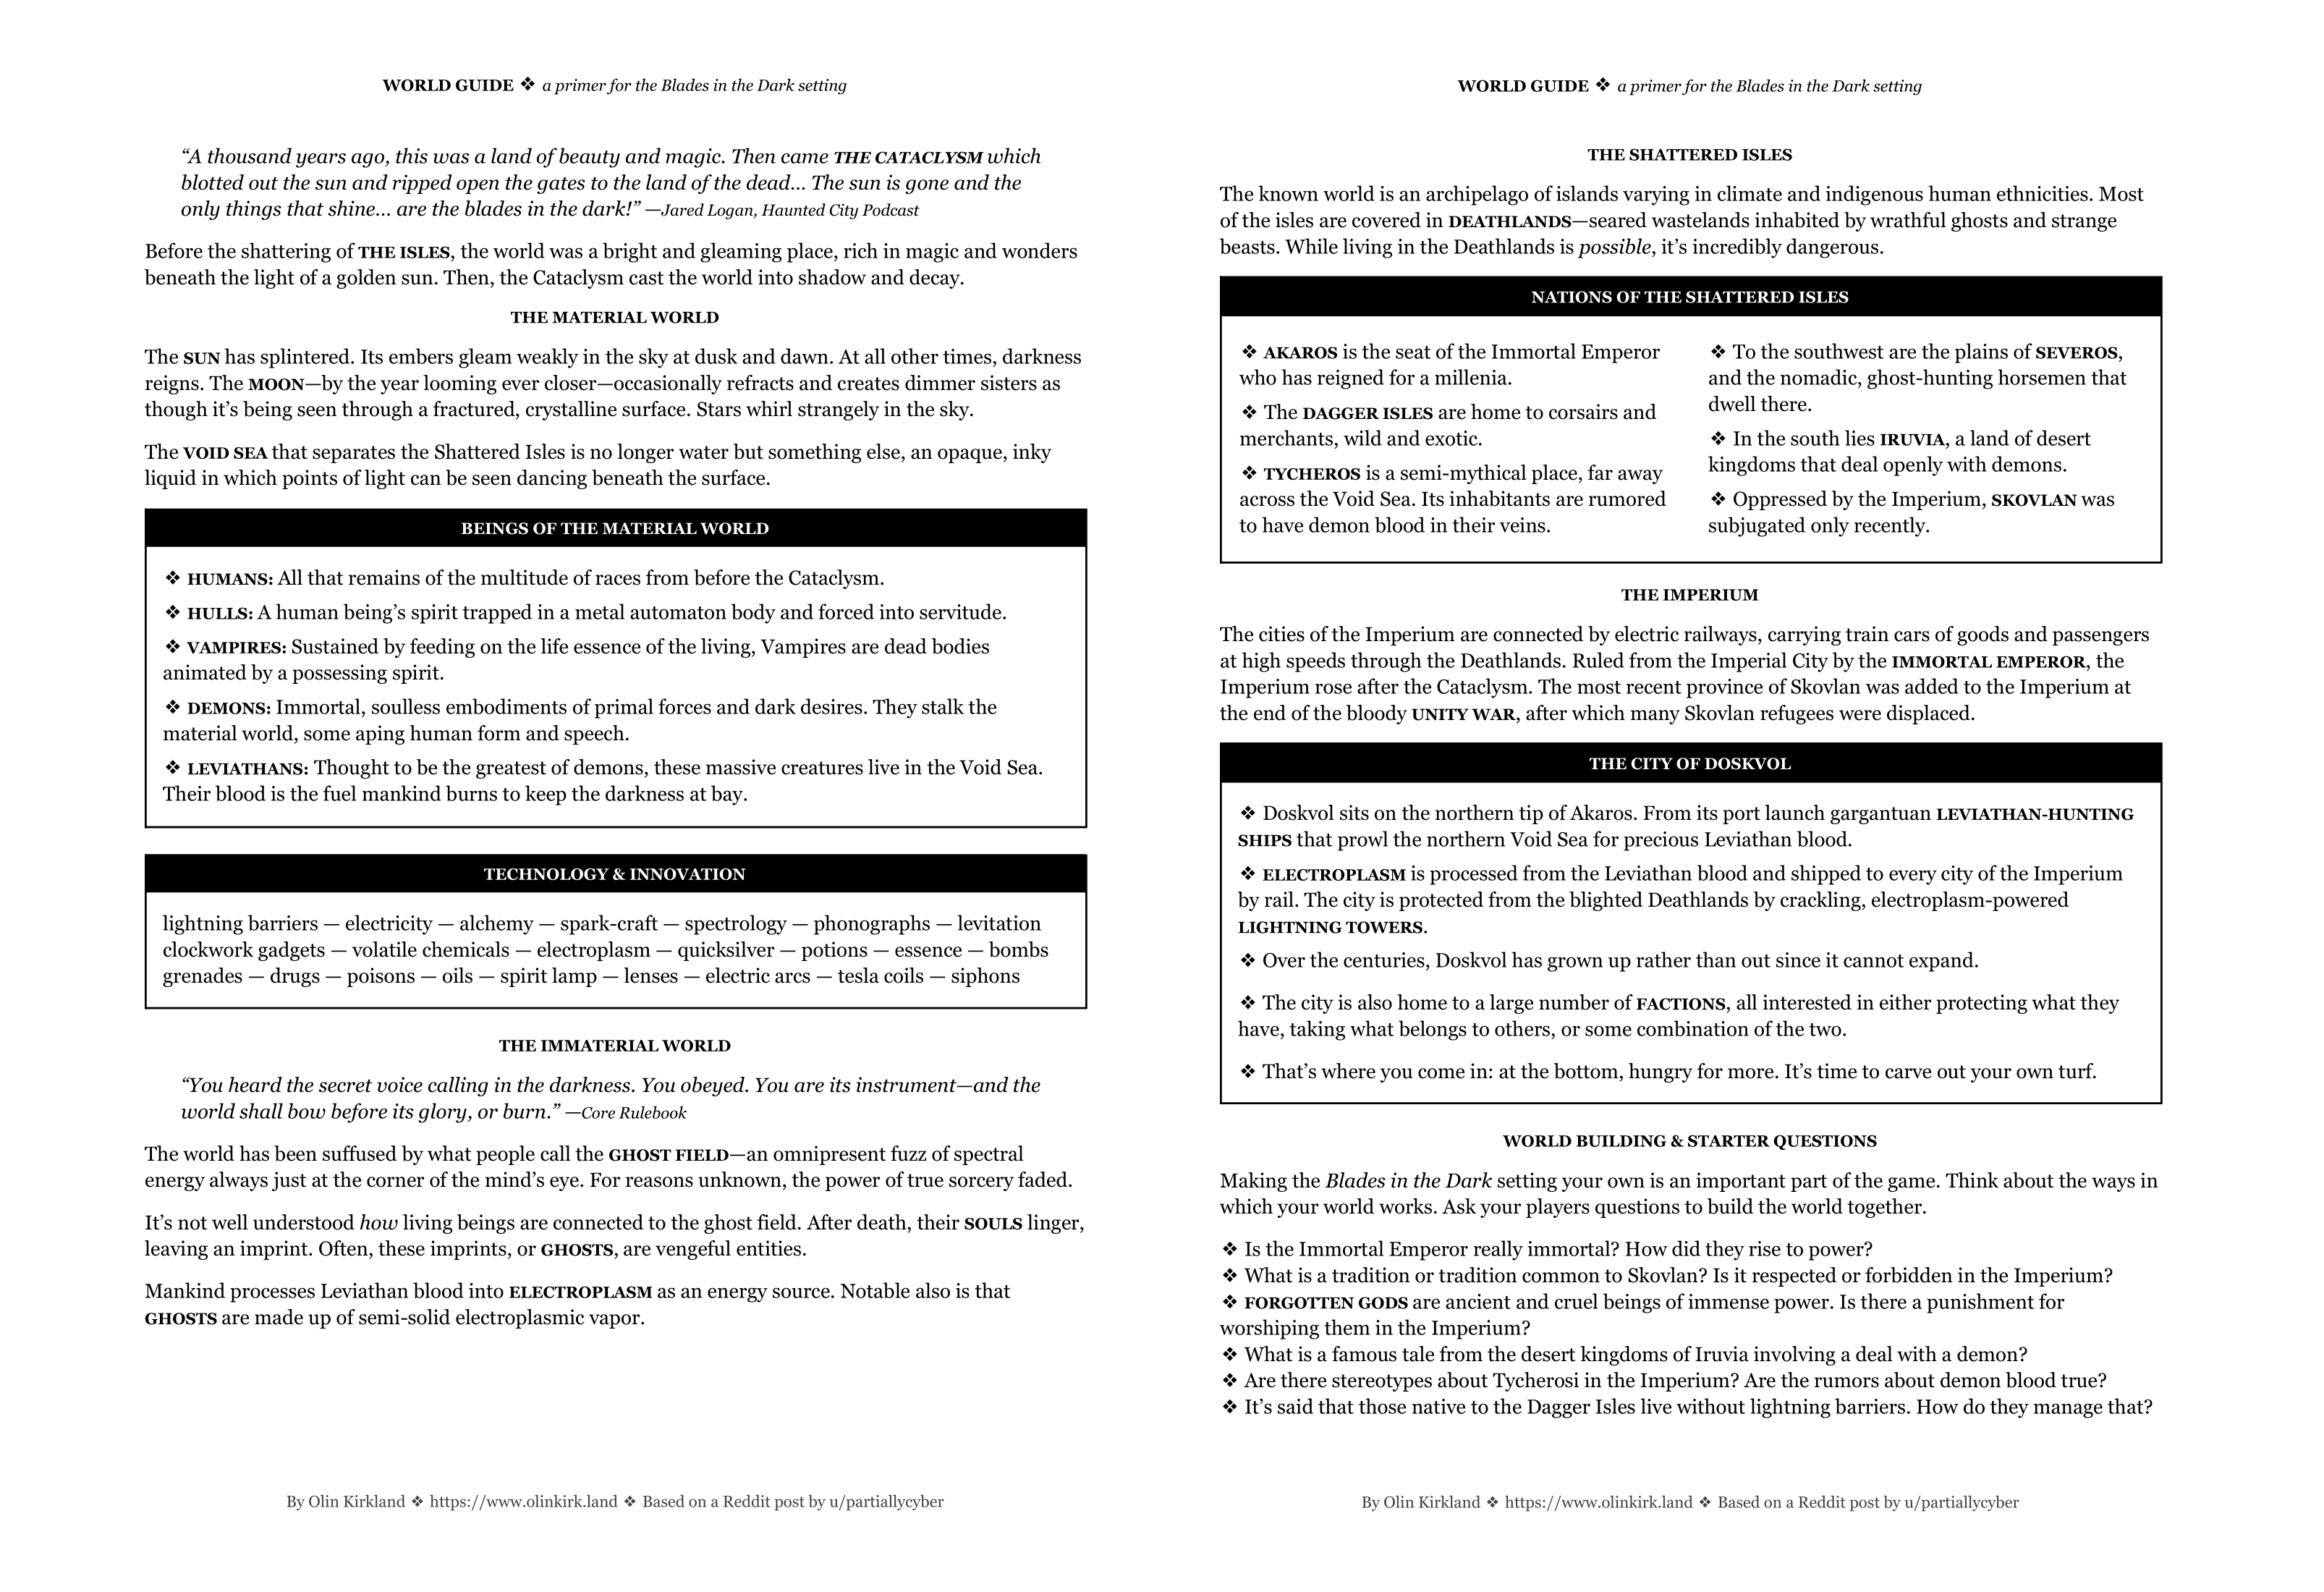 WORLD GUIDE ❖ a primer for the Blades in the Dark setting
“A thousand years ago, this was a land of beauty and magic. Then came THE CATACLYSM which
blotted out the sun and ripped open the gates to the land of the dead... The sun is gone and the
only things that shine... are the blades in the dark!” —Jared Logan, Haunted City Podcast
Before the shattering of THE ISLES, the world was a bright and gleaming place, rich in magic and wonders
beneath the light of a golden sun. Then, the Cataclysm cast the world into shadow and decay.
THE MATERIAL WORLD
The SUN has splintered. Its embers gleam weakly in the sky at dusk and dawn. At all other times, darkness
reigns. The MOON—by the year looming ever closer—occasionally refracts and creates dimmer sisters as
though it’s being seen through a fractured, crystalline surface. Stars whirl strangely in the sky.
The VOID SEA that separates the Shattered Isles is no longer water but something else, an opaque, inky
liquid in which points of light can be seen dancing beneath the surface.
BEINGS OF THE MATERIAL WORLD
❖ HUMANS: All that remains of the multitude of races from before the Cataclysm.
❖ HULLS: A human being’s spirit trapped in a metal automaton body and forced into servitude.
❖ VAMPIRES: Sustained by feeding on the life essence of the living, Vampires are dead bodies
animated by a possessing spirit.
❖ DEMONS: Immortal, soulless embodiments of primal forces and dark desires. They stalk the
material world, some aping human form and speech.
❖ LEVIATHANS: Thought to be the greatest of demons, these massive creatures live in the Void Sea.
Their blood is the fuel mankind burns to keep the darkness at bay.
TECHNOLOGY & INNOVATION
lightning barriers — electricity — alchemy — spark-craft — spectrology — phonographs — levitation
clockwork gadgets — volatile chemicals — electroplasm — quicksilver — potions — essence — bombs
grenades — drugs — poisons — oils — spirit lamp — lenses — electric arcs — tesla coils — siphons
THE IMMATERIAL WORLD
“You heard the secret voice calling in the darkness. You obeyed. You are its instrument—and the
world shall bow before its glory, or burn.” —Core Rulebook
The world has been suffused by what people call the GHOST FIELD—an omnipresent fuzz of spectral
energy always just at the corner of the mind’s eye. For reasons unknown, the power of true sorcery faded.
It’s not well understood how living beings are connected to the ghost field. After death, their SOULS linger,
leaving an imprint. Often, these imprints, or GHOSTS, are vengeful entities.
Mankind processes Leviathan blood into ELECTROPLASM as an energy source. Notable also is that
GHOSTS are made up of semi-solid electroplasmic vapor.
By Olin Kirkland ❖ https://www.olinkirk.land ❖ Based on a Reddit post by u/partiallycyber
WORLD GUIDE ❖ a primer for the Blades in the Dark setting
THE SHATTERED ISLES
The known world is an archipelago of islands varying in climate and indigenous human ethnicities. Most
of the isles are covered in DEATHLANDS—seared wastelands inhabited by wrathful ghosts and strange
beasts. While living in the Deathlands is possible, it’s incredibly dangerous.
NATIONS OF THE SHATTERED ISLES
❖ AKAROS is the seat of the Immortal Emperor
who has reigned for a millenia.
❖ The DAGGER ISLES are home to corsairs and
merchants, wild and exotic.
❖ TYCHEROS is a semi-mythical place, far away
across the Void Sea. Its inhabitants are rumored
to have demon blood in their veins.
❖ To the southwest are the plains of SEVEROS,
and the nomadic, ghost-hunting horsemen that
dwell there.
❖ In the south lies IRUVIA, a land of desert
kingdoms that deal openly with demons.
❖ Oppressed by the Imperium, SKOVLAN was
subjugated only recently.
THE IMPERIUM
The cities of the Imperium are connected by electric railways, carrying train cars of goods and passengers
at high speeds through the Deathlands. Ruled from the Imperial City by the IMMORTAL EMPEROR, the
Imperium rose after the Cataclysm. The most recent province of Skovlan was added to the Imperium at
the end of the bloody UNITY WAR, after which many Skovlan refugees were displaced.
THE CITY OF DOSKVOL
❖ Doskvol sits on the northern tip of Akaros. From its port launch gargantuan LEVIATHAN-HUNTING
SHIPS that prowl the northern Void Sea for precious Leviathan blood.
❖ ELECTROPLASM is processed from the Leviathan blood and shipped to every city of the Imperium
by rail. The city is protected from the blighted Deathlands by crackling, electroplasm-powered
LIGHTNING TOWERS.
❖ Over the centuries, Doskvol has grown up rather than out since it cannot expand.
❖ The city is also home to a large number of FACTIONS, all interested in either protecting what they
have, taking what belongs to others, or some combination of the two.
❖ That’s where you come in: at the bottom, hungry for more. It’s time to carve out your own turf.
WORLD BUILDING & STARTER QUESTIONS
Making the Blades in the Dark setting your own is an important part of the game. Think about the ways in
which your world works. Ask your players questions to build the world together.
❖ Is the Immortal Emperor really immortal? How did they rise to power?
❖ What is a tradition or tradition common to Skovlan? Is it respected or forbidden in the Imperium?
❖ FORGOTTEN GODS are ancient and cruel beings of immense power. Is there a punishment for
worshiping them in the Imperium?
❖ What is a famous tale from the desert kingdoms of Iruvia involving a deal with a demon?
❖ Are there stereotypes about Tycherosi in the Imperium? Are the rumors about demon blood true?
❖ It’s said that those native to the Dagger Isles live without lightning barriers. How do they manage that?
By Olin Kirkland ❖ https://www.olinkirk.land ❖ Based on a Reddit post by u/partiallycyber